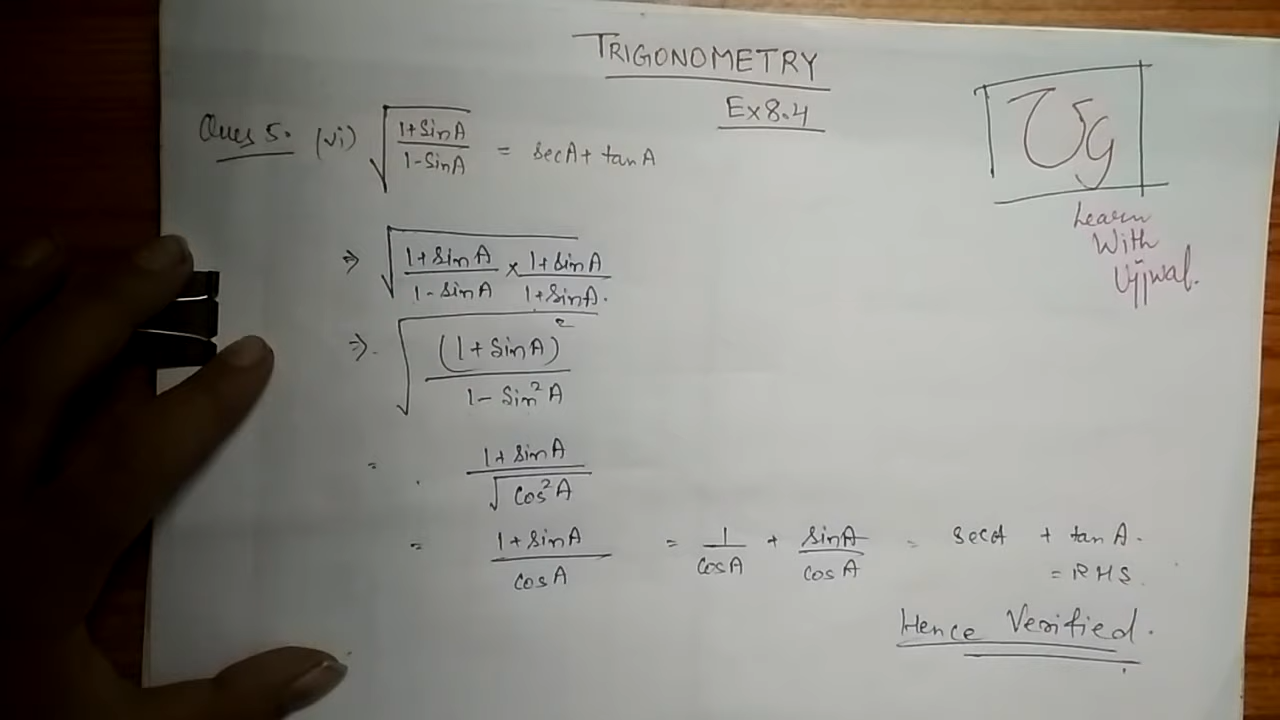 TRIGONOMETRY
Ex 8.4
Ques 5. (vi) √((1+SinA)/(1-SinA)) = secA + tanA
Ug
Learn
With
Ujjwal.
⇒ √((1+SinA)/(1-SinA) × (1+SinA)/(1+SinA).
⇒. √((1+SinA)²/(1-Sin²A))
= . (1+SinA)/√(Cos²A)
= (1+SinA)/(cosA) = 1/(cosA) + (sinA)/(cosA) = SecA + tanA.
= RHS.
Hence Verified.